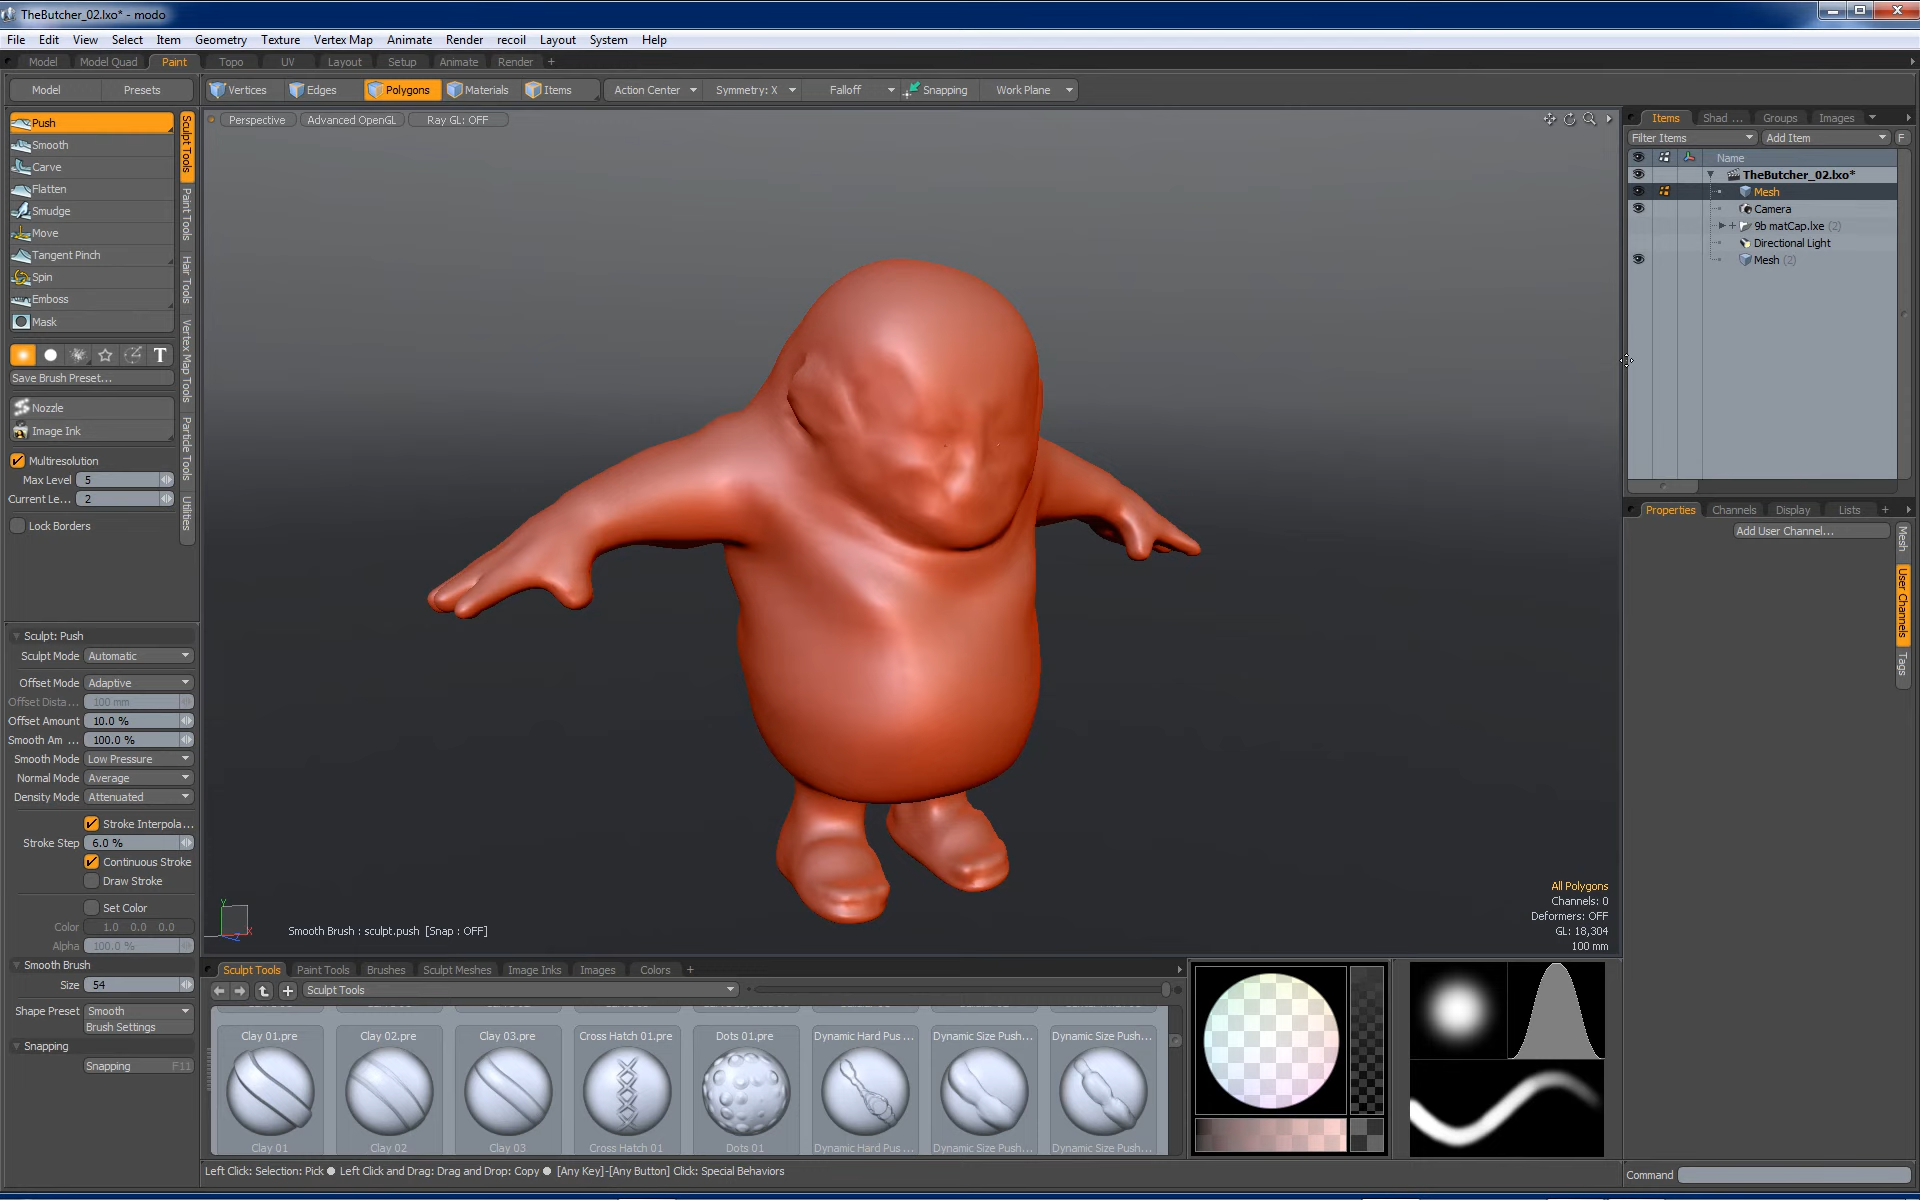 TheButcher_02.lxo* - modo
File Edit View Select Item Geometry Texture Vertex Map Animate Render recoil Layout System Help
Model Model Quad Paint Topo UV Layout Setup Animate Render +
Model Presets
Vertices Edges Polygons Materials Items Action Center Symmetry: X Falloff Snapping Work Plane
Perspective Advanced OpenGL Ray GL: OFF
Push
Smooth
Carve
Flatten
Smudge
Move
Tangent Pinch
Spin
Emboss
Mask
T
Save Brush Preset...
Nozzle
Image Ink
Multiresolution
Max Level 5
Current Le... 2
Lock Borders
Sculpt Tools
Paint Tools
Hair Tools
Vertex Map Tools
Particle Tools
Utilities
Sculpt: Push
Sculpt Mode Automatic
Offset Mode Adaptive
Offset Dista... 100 mm
Offset Amount 10.0 %
Smooth Am ... 100.0 %
Smooth Mode Low Pressure
Normal Mode Average
Density Mode Attenuated
Stroke Interpola...
Stroke Step 6.0 %
Continuous Stroke
Draw Stroke
Set Color
Color 1.0 0.0 0.0
Alpha 100.0 %
Smooth Brush
Size 54
Shape Preset Smooth
Brush Settings
Snapping
Snapping F11
Y
X
Z
Smooth Brush : sculpt.push [Snap : OFF]
All Polygons
Channels: 0
Deformers: OFF
GL: 18,304
100 mm
Items Shad ... Groups Images
Filter Items Add Item F
Name
TheButcher_02.lxo*
Mesh
Camera
9b matCap.lxe (2)
Directional Light
Mesh (2)
Properties Channels Display Lists +
Add User Channel...
Mesh
User Channels
Tags
Sculpt Tools Paint Tools Brushes Sculpt Meshes Image Inks Images Colors +
Sculpt Tools
Clay 01.pre Clay 02.pre Clay 03.pre Cross Hatch 01.pre Dots 01.pre Dynamic Hard Pus ... Dynamic Size Push... Dynamic Size Push...
Clay 01 Clay 02 Clay 03 Cross Hatch 01 Dots 01 Dynamic Hard Pus ... Dynamic Size Push... Dynamic Size Push...
Left Click: Selection: Pick ● Left Click and Drag: Drag and Drop: Copy ● [Any Key]-[Any Button] Click: Special Behaviors
Command